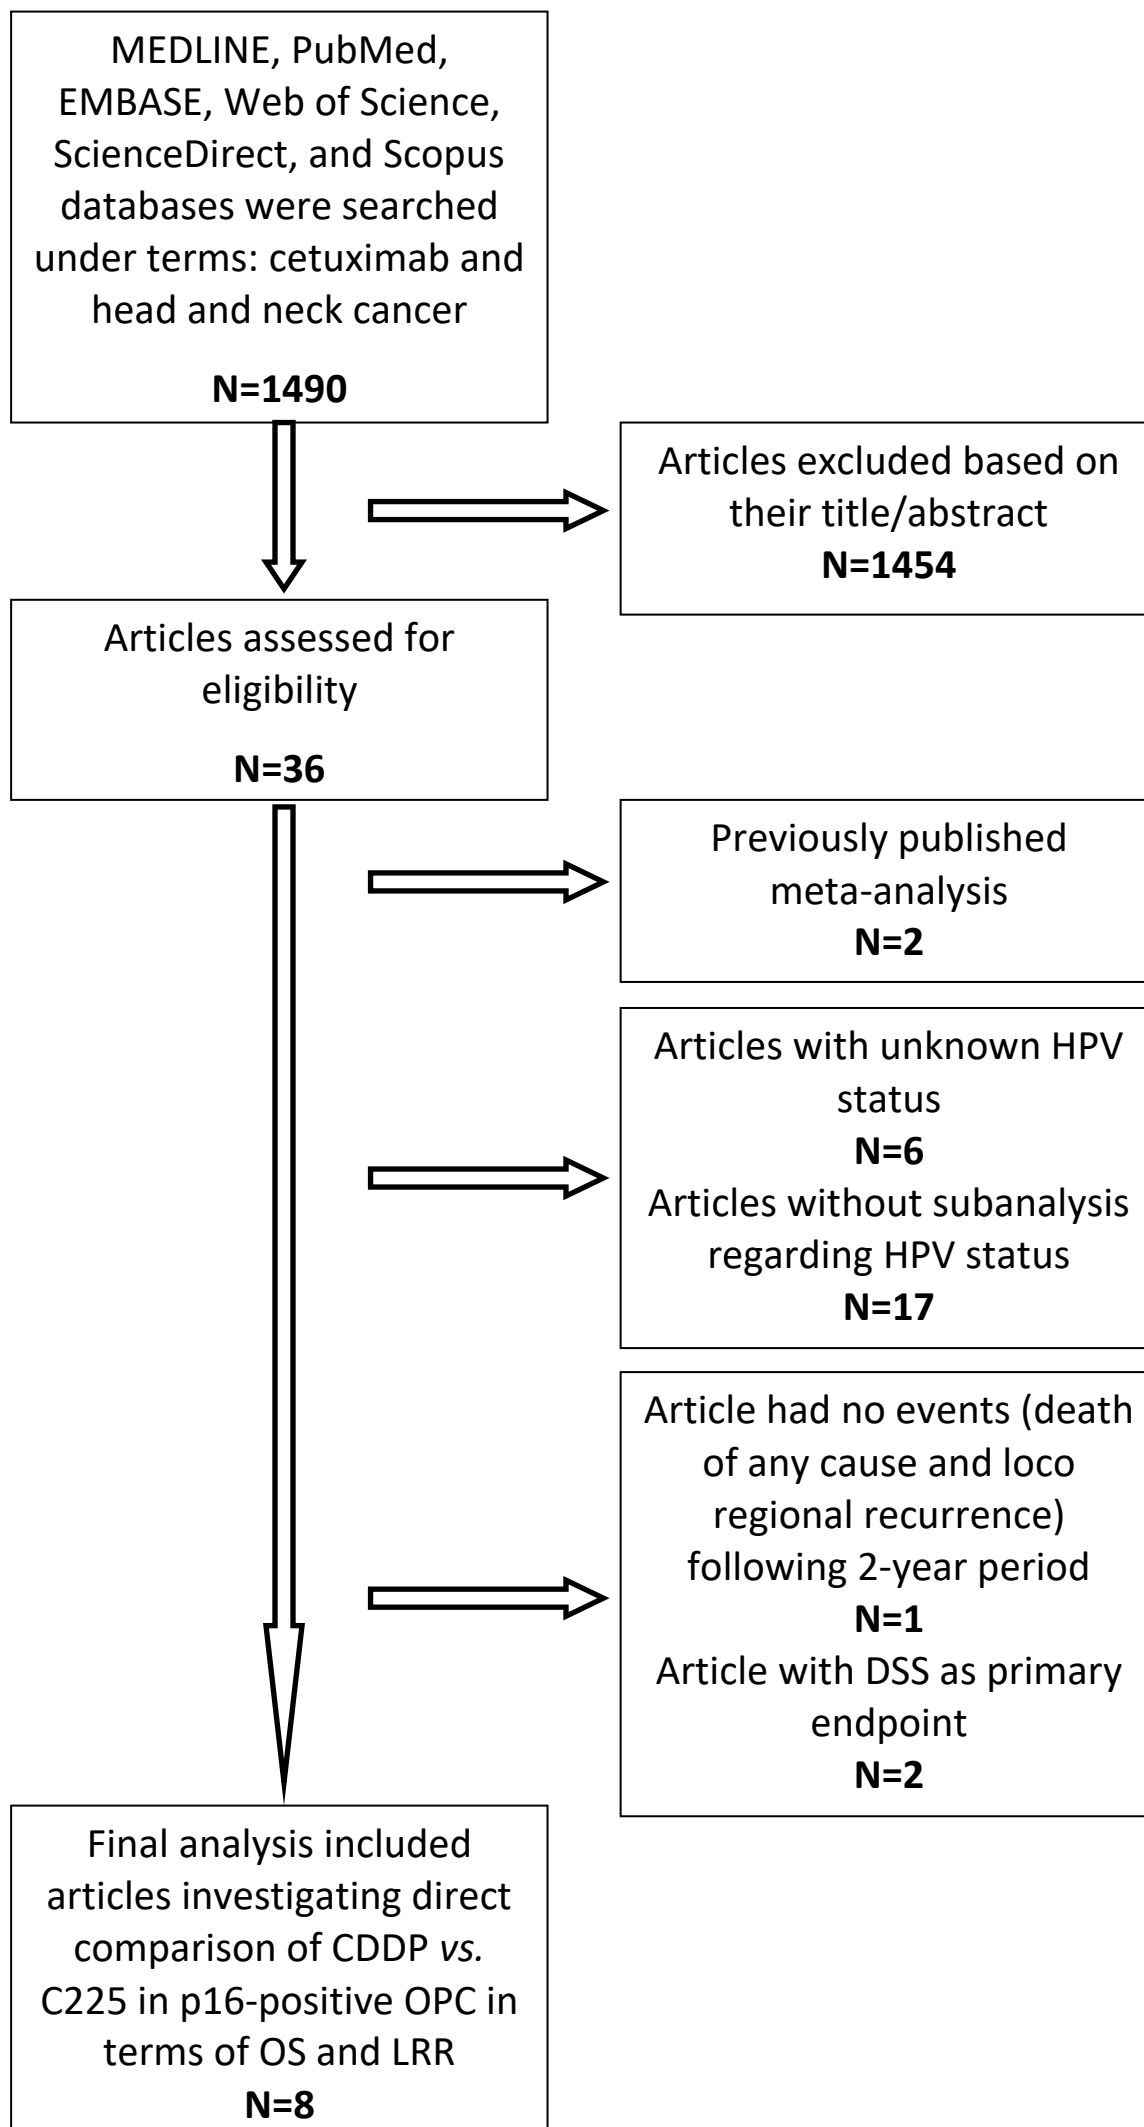 MEDLINE, PubMed,
EMBASE, Web of Science,
ScienceDirect, and Scopus
databases were searched
under terms: cetuximab and
head and neck cancer
N=1490
Articles excluded based on
their title/abstract
N=1454
Articles assessed for
eligibility
N=36
Previously published
meta-analysis
N=2
Articles with unknown HPV
status
N=6
Articles without subanalysis
regarding HPV status
N=17
Article had no events (death
of any cause and loco
regional recurrence)
following 2-year period
N=1
Article with DSS as primary
endpoint
N=2
Final analysis included
articles investigating direct
comparison of CDDP vs.
C225 in p16-positive OPC in
terms of OS and LRR
N=8